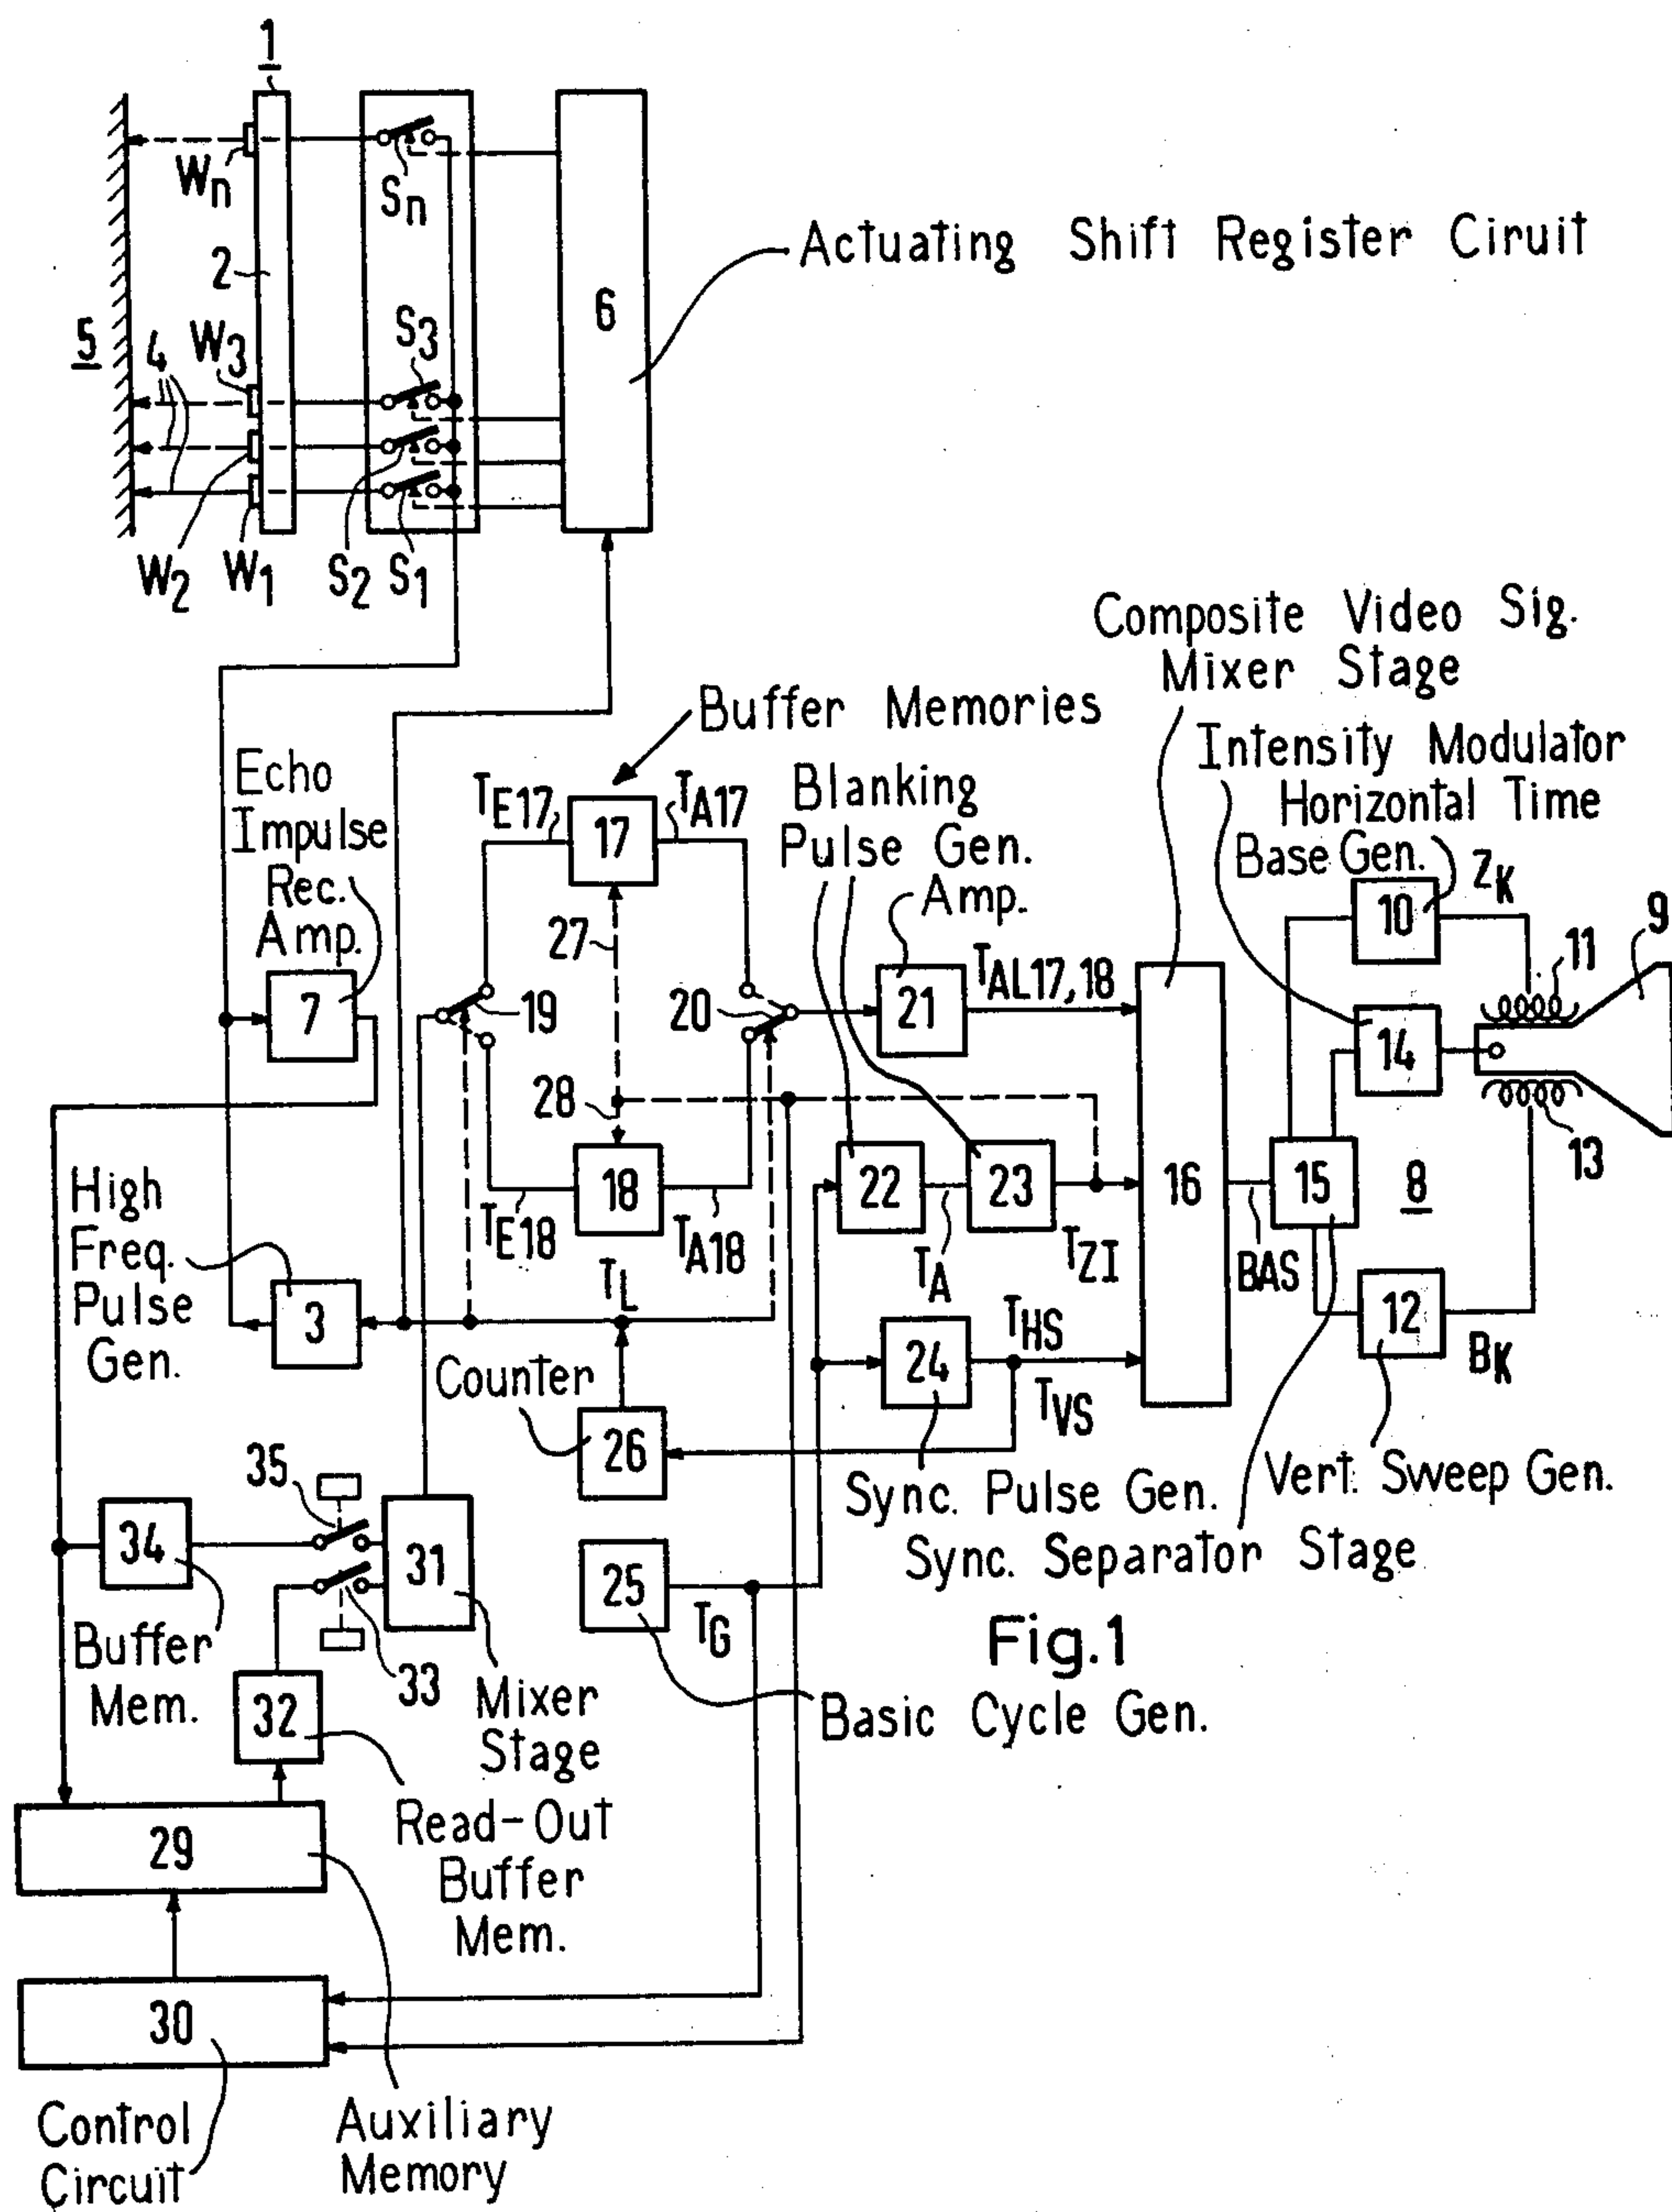 1
Wn
Sn
Actuating Shift Register Ciruit
2
6
5
4
W3
S3
W2
W1
S2
S1
Composite Video Sig.
Mixer Stage
Buffer Memories
Intensity Modulator
Horizontal Time
Base Gen.
Echo
Impulse
Rec.
Amp.
TE17
17
TA17
Blanking
Pulse Gen.
Amp.
ZK
10
9
11
27
7
19
20
21
TAL17,18
14
28
13
High
Freq.
Pulse
Gen.
18
22
23
16
15
8
TE18
TA18
TA
TZI
BAS
TL
3
12
BK
24
THS
TVS
Counter
26
35
Sync. Pulse Gen.
Vert. Sweep Gen.
Sync. Separator Stage
34
31
25
TG
Fig.1
Buffer
Mem.
33
32
Mixer
Stage
Basic Cycle Gen.
29
Read-Out
Buffer
Mem.
30
Control
Circuit
Auxiliary
Memory